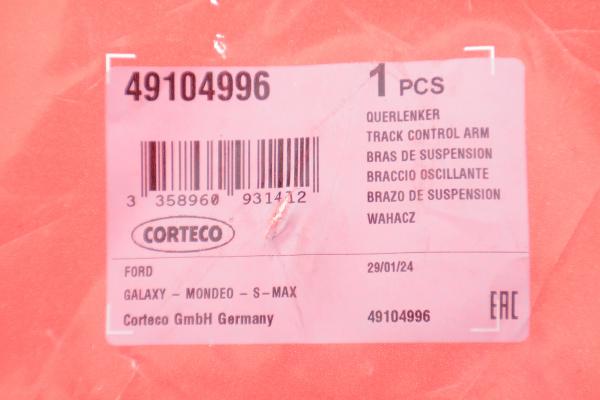 49104996
1 PCS
QUERLENKER
TRACK CONTROL ARM
BRAS DE SUSPENSION
BRACCIO OSCILLANTE
BRAZO DE SUSPENSION
WAHACZ
3 358960 931412
CORTECO
FORD
29/01/24
GALAXY - MONDEO - S-MAX
Corteco GmbH Germany
49104996
EAC